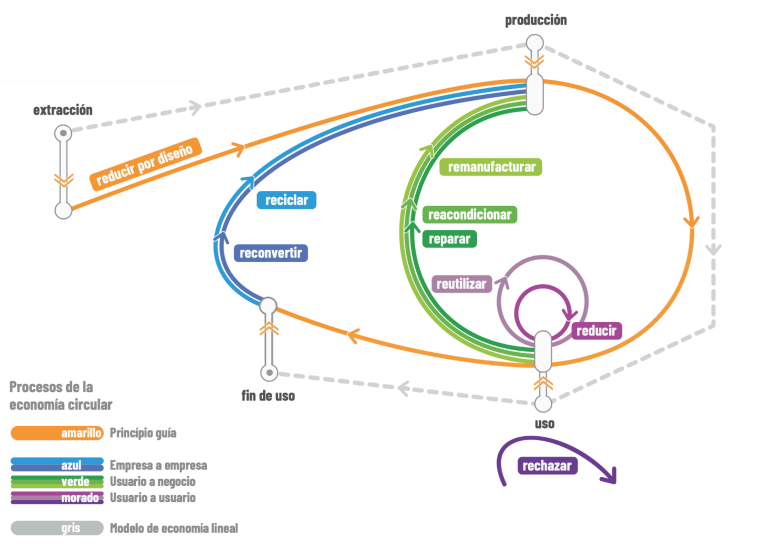 producción
extracción
reducir por diseño
remanufacturar
reciclar
reacondicionar
reparar
reconvertir
reutilizar
reducir
fin de uso
uso
rechazar
Procesos de la
economía circular
amarillo Principio guía
azul Empresa a empresa
verde Usuario a negocio
morado Usuario a usuario
gris Modelo de economía lineal